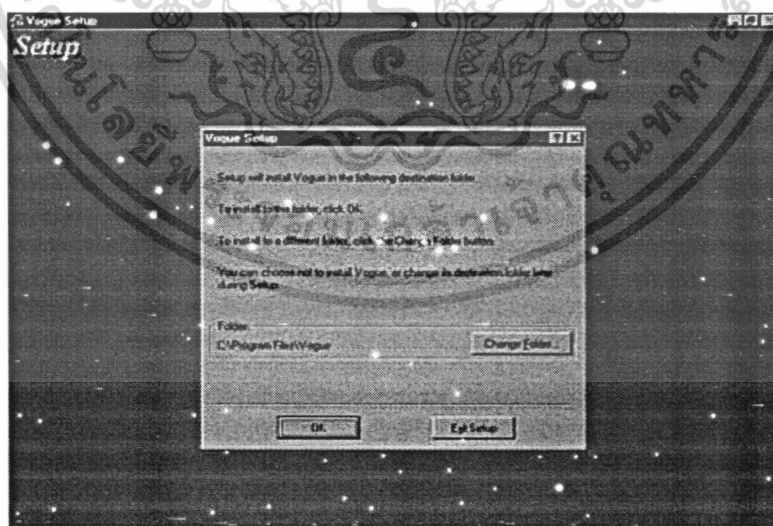 Vogue Setup
Setup
Vogue Setup
Setup will install Vogue in the following destination folder.
To install to this folder, click OK.
To install to a different folder, click the Change Folder button.
You can choose not to install Vogue, or change its destination folder later
during Setup.
Folder:
C:\Program Files\Vogue
Change Folder...
OK
Exit Setup